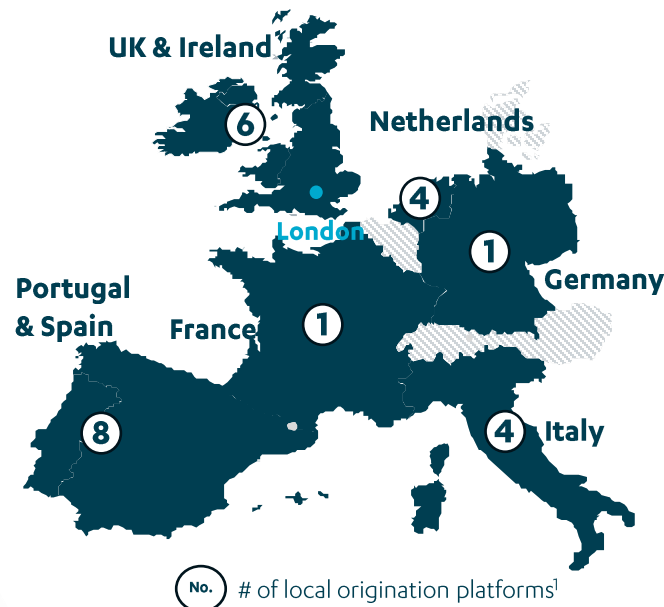 UK & Ireland
6
Netherlands
4
London
1
Germany
Portugal
& Spain
France
1
8
4
Italy
No.
# of local origination platforms¹